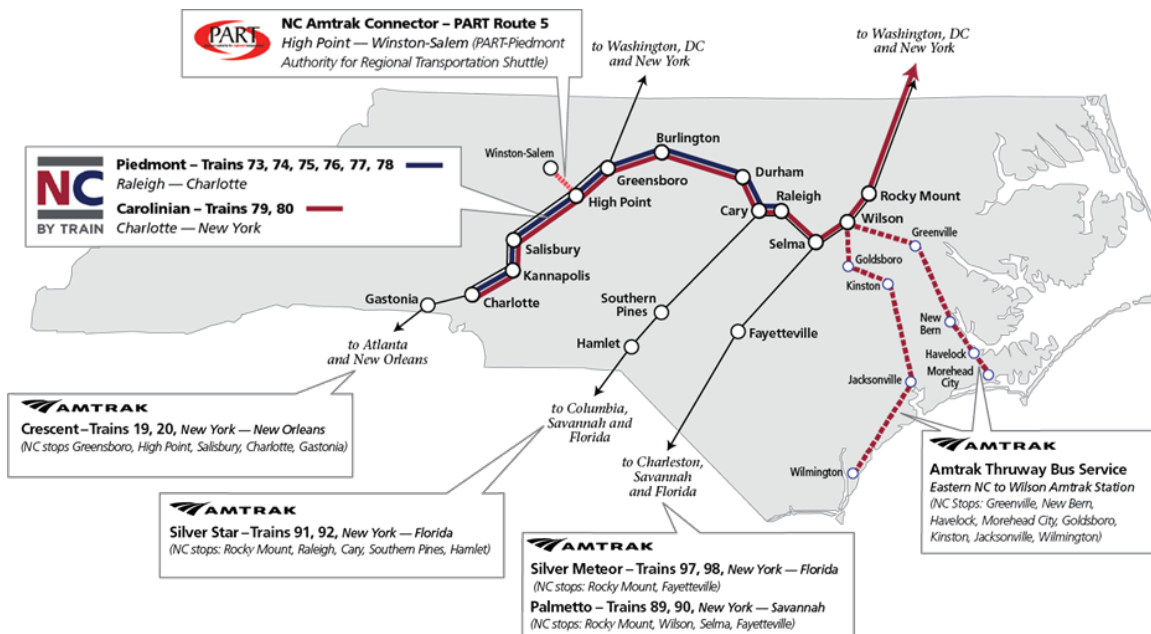 PART
NC Amtrak Connector – PART Route 5
High Point — Winston-Salem (PART-Piedmont
Authority for Regional Transportation Shuttle)
to Washington, DC
and New York
to Washington, DC
and New York
NC
BY TRAIN
Piedmont – Trains 73, 74, 75, 76, 77, 78
Raleigh — Charlotte
Carolinian – Trains 79, 80
Charlotte — New York
Winston-Salem
Burlington
Greensboro
High Point
Durham
Cary
Raleigh
Rocky Mount
Wilson
Selma
Greenville
Goldsboro
Kinston
Salisbury
Kannapolis
Charlotte
Gastonia
Southern
Pines
Hamlet
Fayetteville
New
Bern
Havelock
Morehead
City
Jacksonville
Wilmington
to Atlanta
and New Orleans
to Columbia,
Savannah and
Florida
to Charleston,
Savannah
and Florida
AMTRAK
Crescent – Trains 19, 20, New York — New Orleans
(NC stops Greensboro, High Point, Salisbury, Charlotte, Gastonia)
AMTRAK
Silver Star – Trains 91, 92, New York — Florida
(NC stops: Rocky Mount, Raleigh, Cary, Southern Pines, Hamlet)
AMTRAK
Silver Meteor – Trains 97, 98, New York — Florida
(NC stops: Rocky Mount, Fayetteville)
Palmetto – Trains 89, 90, New York — Savannah
(NC stops: Rocky Mount, Wilson, Selma, Fayetteville)
AMTRAK
Amtrak Thruway Bus Service
Eastern NC to Wilson Amtrak Station
(NC Stops: Greenville, New Bern,
Havelock, Morehead City, Goldsboro,
Kinston, Jacksonville, Wilmington)